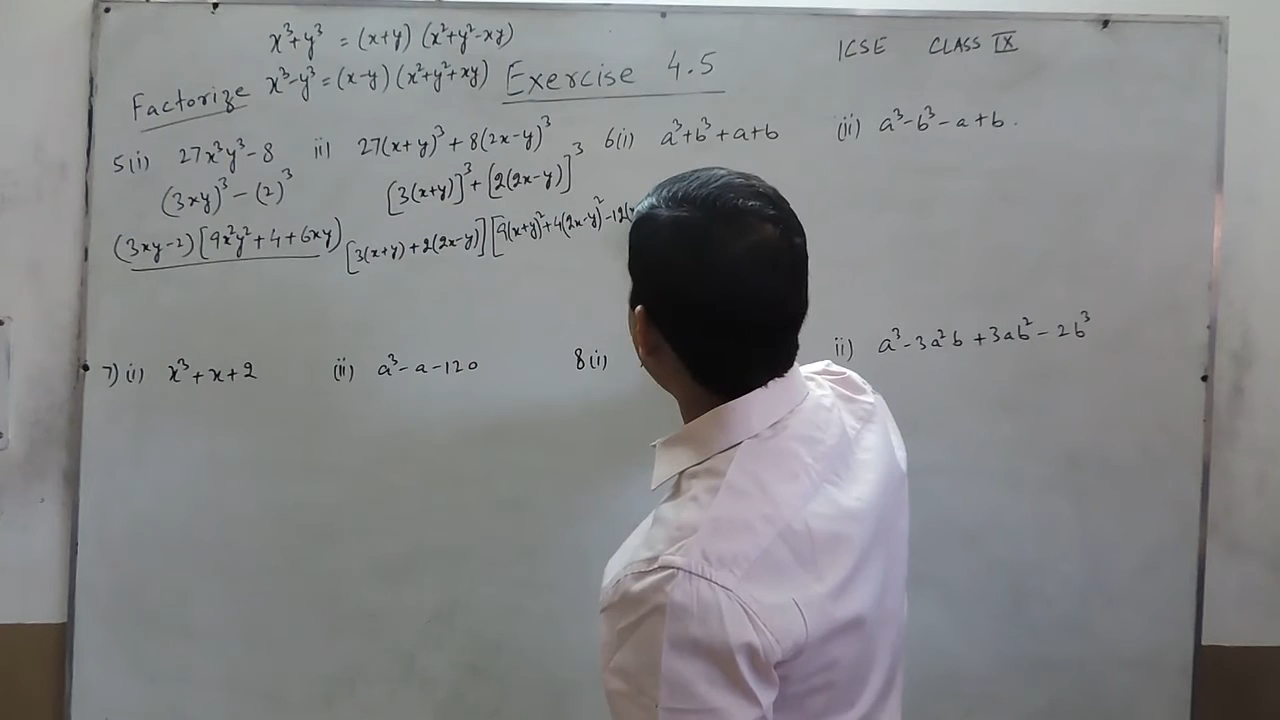 x³+y³ = (x+y) (x²+y²-xy)
ICSE CLASS IX
Factorize x³-y³ = (x-y) (x²+y²+xy) Exercise 4.5
5(i) 27x³y³-8 ii) 27(x+y)³ + 8(2x-y)³ 6(i) a³+b³+a+b (ii) a³-b³-a+b.
(3xy)³ - (2)³ [3(x+y)]³ + [2(2x-y)]³
(3xy-2) [9x²y²+4+6xy] [3(x+y)+2(2x-y)] [9(x+y)²+4(2x-y)²-12(
7) (i) x³+x+2 (ii) a³-a-120 8(i) ii) a³-3a²b+3ab²-2b³